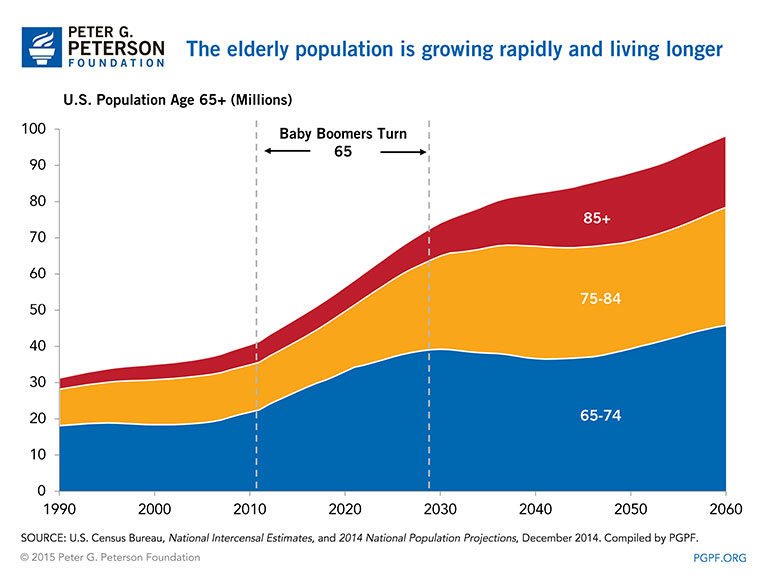 PETER G.
PETERSON
FOUNDATION
The elderly population is growing rapidly and living longer
U.S. Population Age 65+ (Millions)
100
90
80
70
60
50
40
30
20
10
0
Baby Boomers Turn
65
85+
75-84
65-74
1990 2000 2010 2020 2030 2040 2050 2060
SOURCE: U.S. Census Bureau, National Intercensal Estimates, and 2014 National Population Projections, December 2014. Compiled by PGPF.
© 2015 Peter G. Peterson Foundation
PGPF.ORG